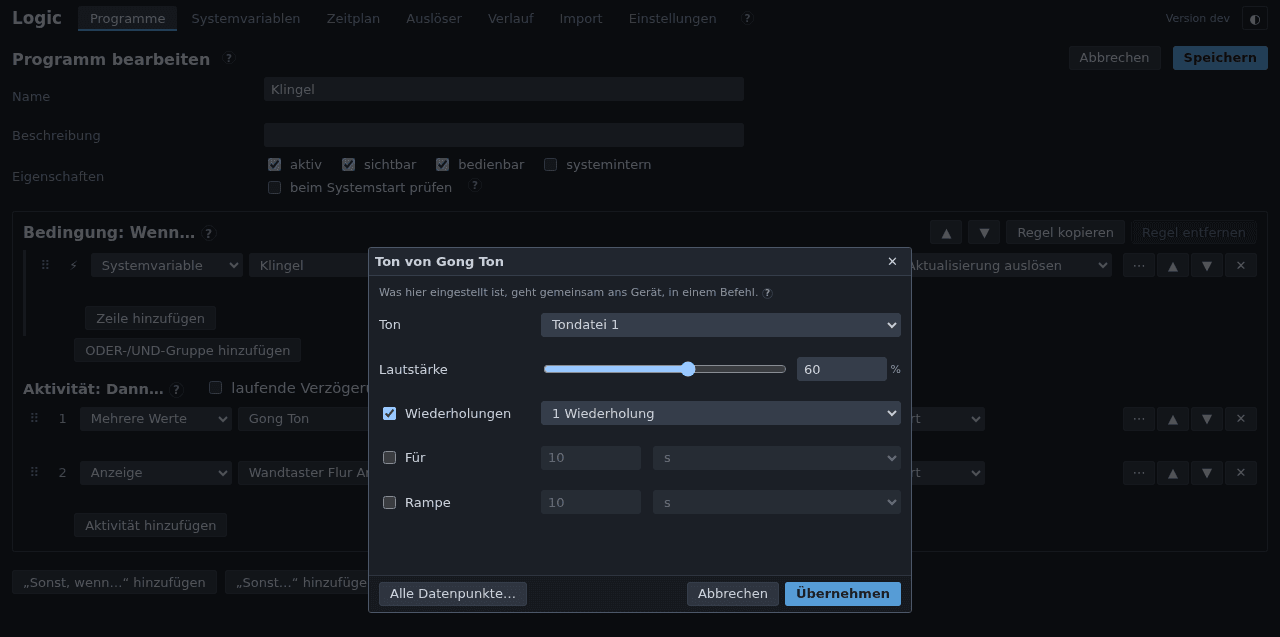 Logic Programme Systemvariablen Zeitplan Auslöser Verlauf Import Einstellungen ? Version dev
Programm bearbeiten ? Abbrechen Speichern
Name Klingel
Beschreibung
Eigenschaften aktiv sichtbar bedienbar systemintern
beim Systemstart prüfen ?
Bedingung: Wenn… ? ▲ ▼ Regel kopieren Regel entfernen
Systemvariable Klingel Aktualisierung auslösen ⋯ ▲ ▼ ✕
Zeile hinzufügen
ODER-/UND-Gruppe hinzufügen
Aktivität: Dann… ? laufende
1 Mehrere Werte Gong Ton ⋯ ▲ ▼ ✕
2 Anzeige Wandtaster Flur ⋯ ▲ ▼ ✕
Aktivität hinzufügen
„Sonst, wenn…“ hinzufügen „Sonst…“
Ton von Gong Ton ✕
Was hier eingestellt ist, geht gemeinsam ans Gerät, in einem Befehl. ?
Ton Tondatei 1
Lautstärke 60 %
Wiederholungen 1 Wiederholung
Für 10 s
Rampe 10 s
Alle Datenpunkte… Abbrechen Übernehmen